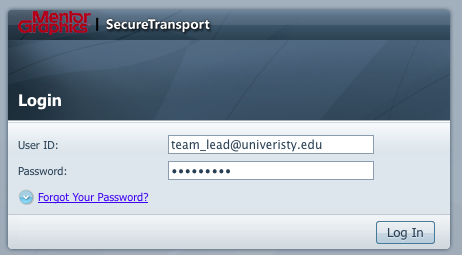 Mentor
Graphics | SecureTransport
Login
User ID: team_lead@univeristy.edu
Password: •••••••••
Forgot Your Password?
Log In